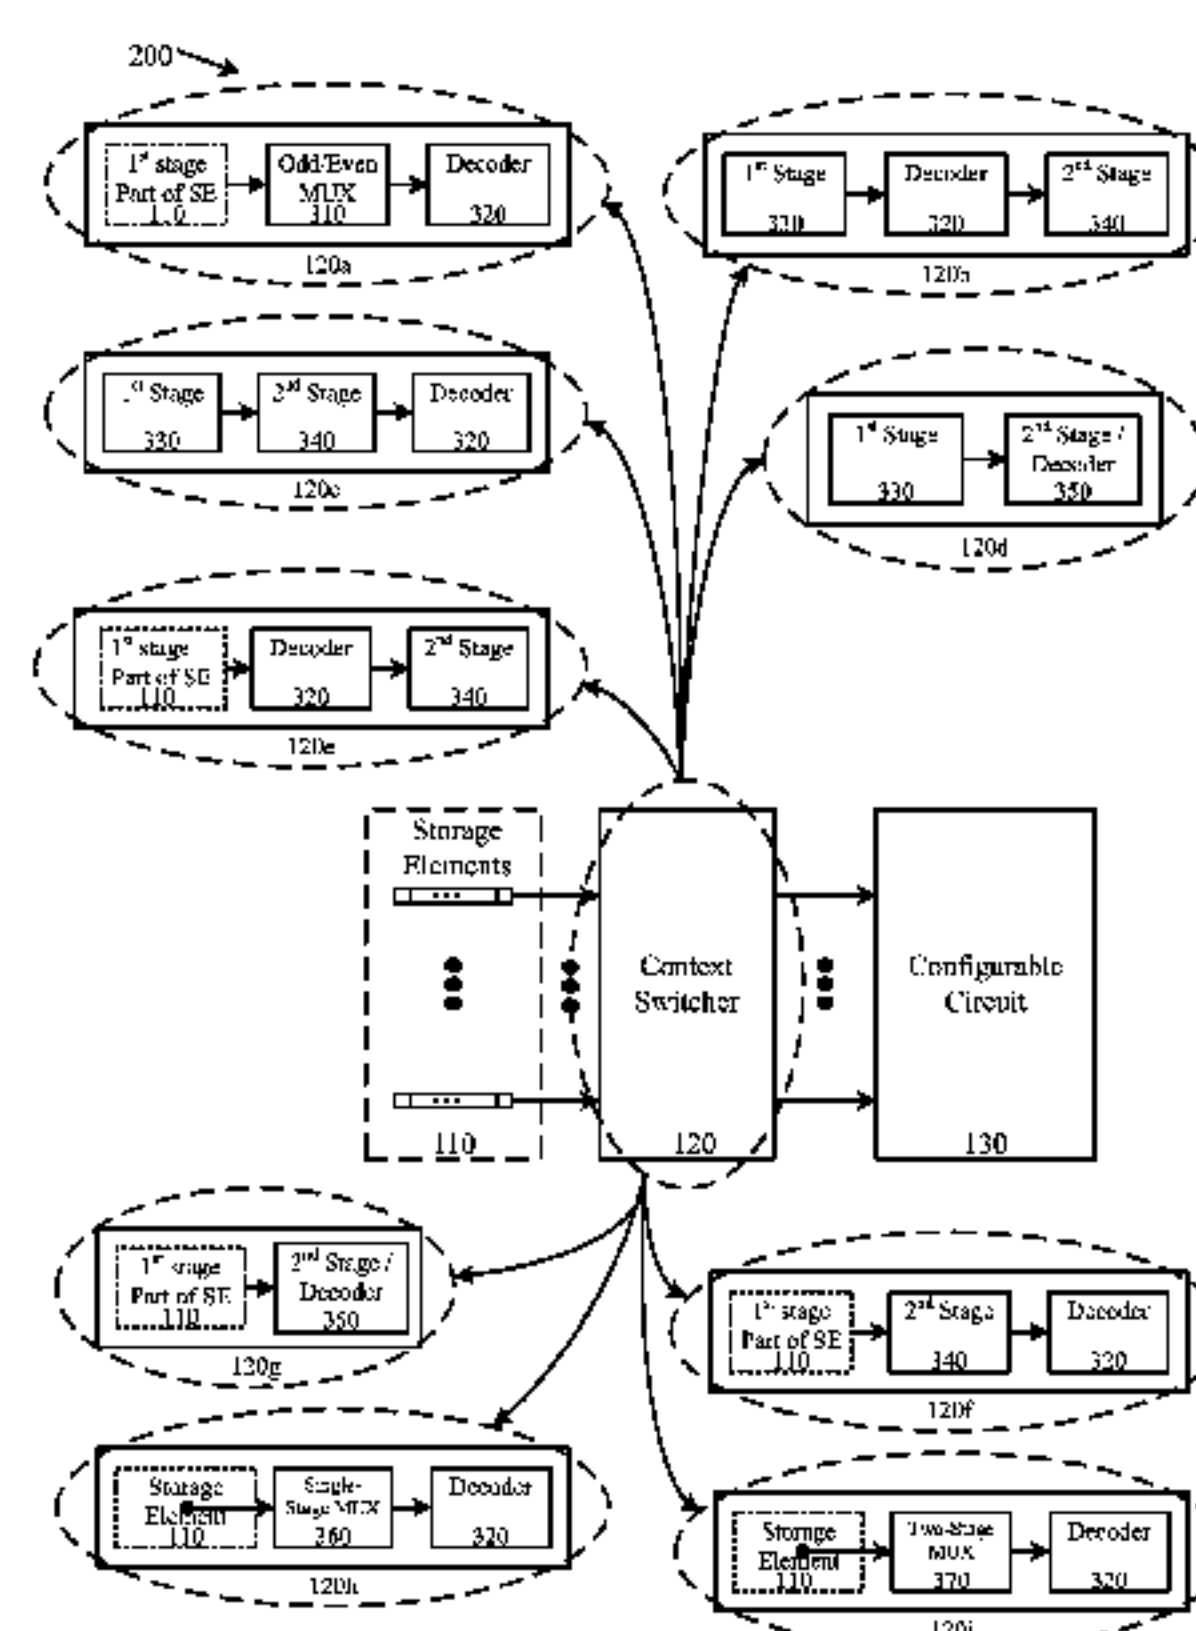 200
1st stage
Part of SE
110
Odd/Even
MUX
310
Decoder
320
120a
1st Stage
330
Decoder
320
2nd Stage
340
120b
1st Stage
330
2nd Stage
340
Decoder
320
120c
1st Stage
330
2nd Stage /
Decoder
350
120d
1st stage
Part of SE
110
Decoder
320
2nd Stage
340
120e
Storage
Elements
110
Context
Switcher
120
Configurable
Circuit
130
1st stage
Part of SE
110
2nd Stage /
Decoder
350
120g
1st stage
Part of SE
110
2nd Stage
340
Decoder
320
120f
Storage
Element
110
Single-
Stage MUX
360
Decoder
320
120h
Storage
Element
110
Two-Stage
MUX
370
Decoder
320
120i